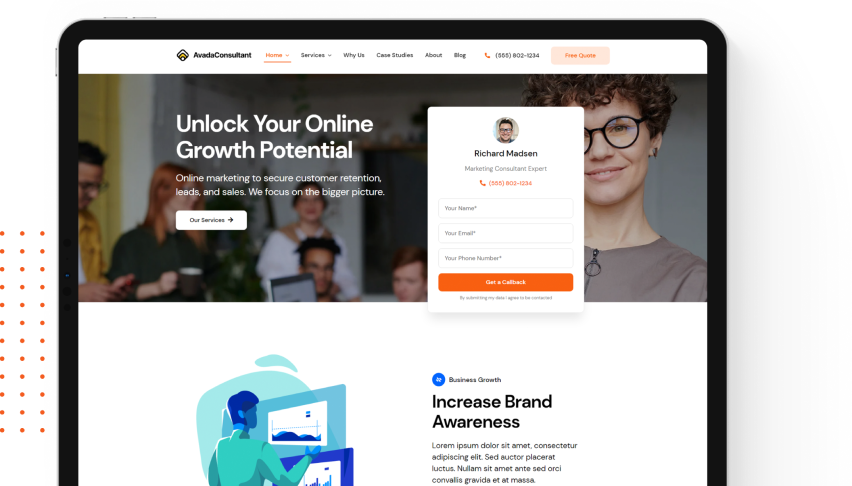 AvadaConsultant
Home
Services
Why Us
Case Studies
About
Blog
(555) 802-1234
Free Quote
Unlock Your Online
Growth Potential
Online marketing to secure customer retention,
leads, and sales. We focus on the bigger picture.
Our Services →
Richard Madsen
Marketing Consultant Expert
(555) 802-1234
Your Name*
Your Email*
Your Phone Number*
Get a Callback
By submitting my data I agree to be contacted
Business Growth
Increase Brand
Awareness
Lorem ipsum dolor sit amet, consectetur
adipiscing elit. Sed auctor placerat
luctus. Nullam sit amet ante sed orci
convallis gravida et at massa.